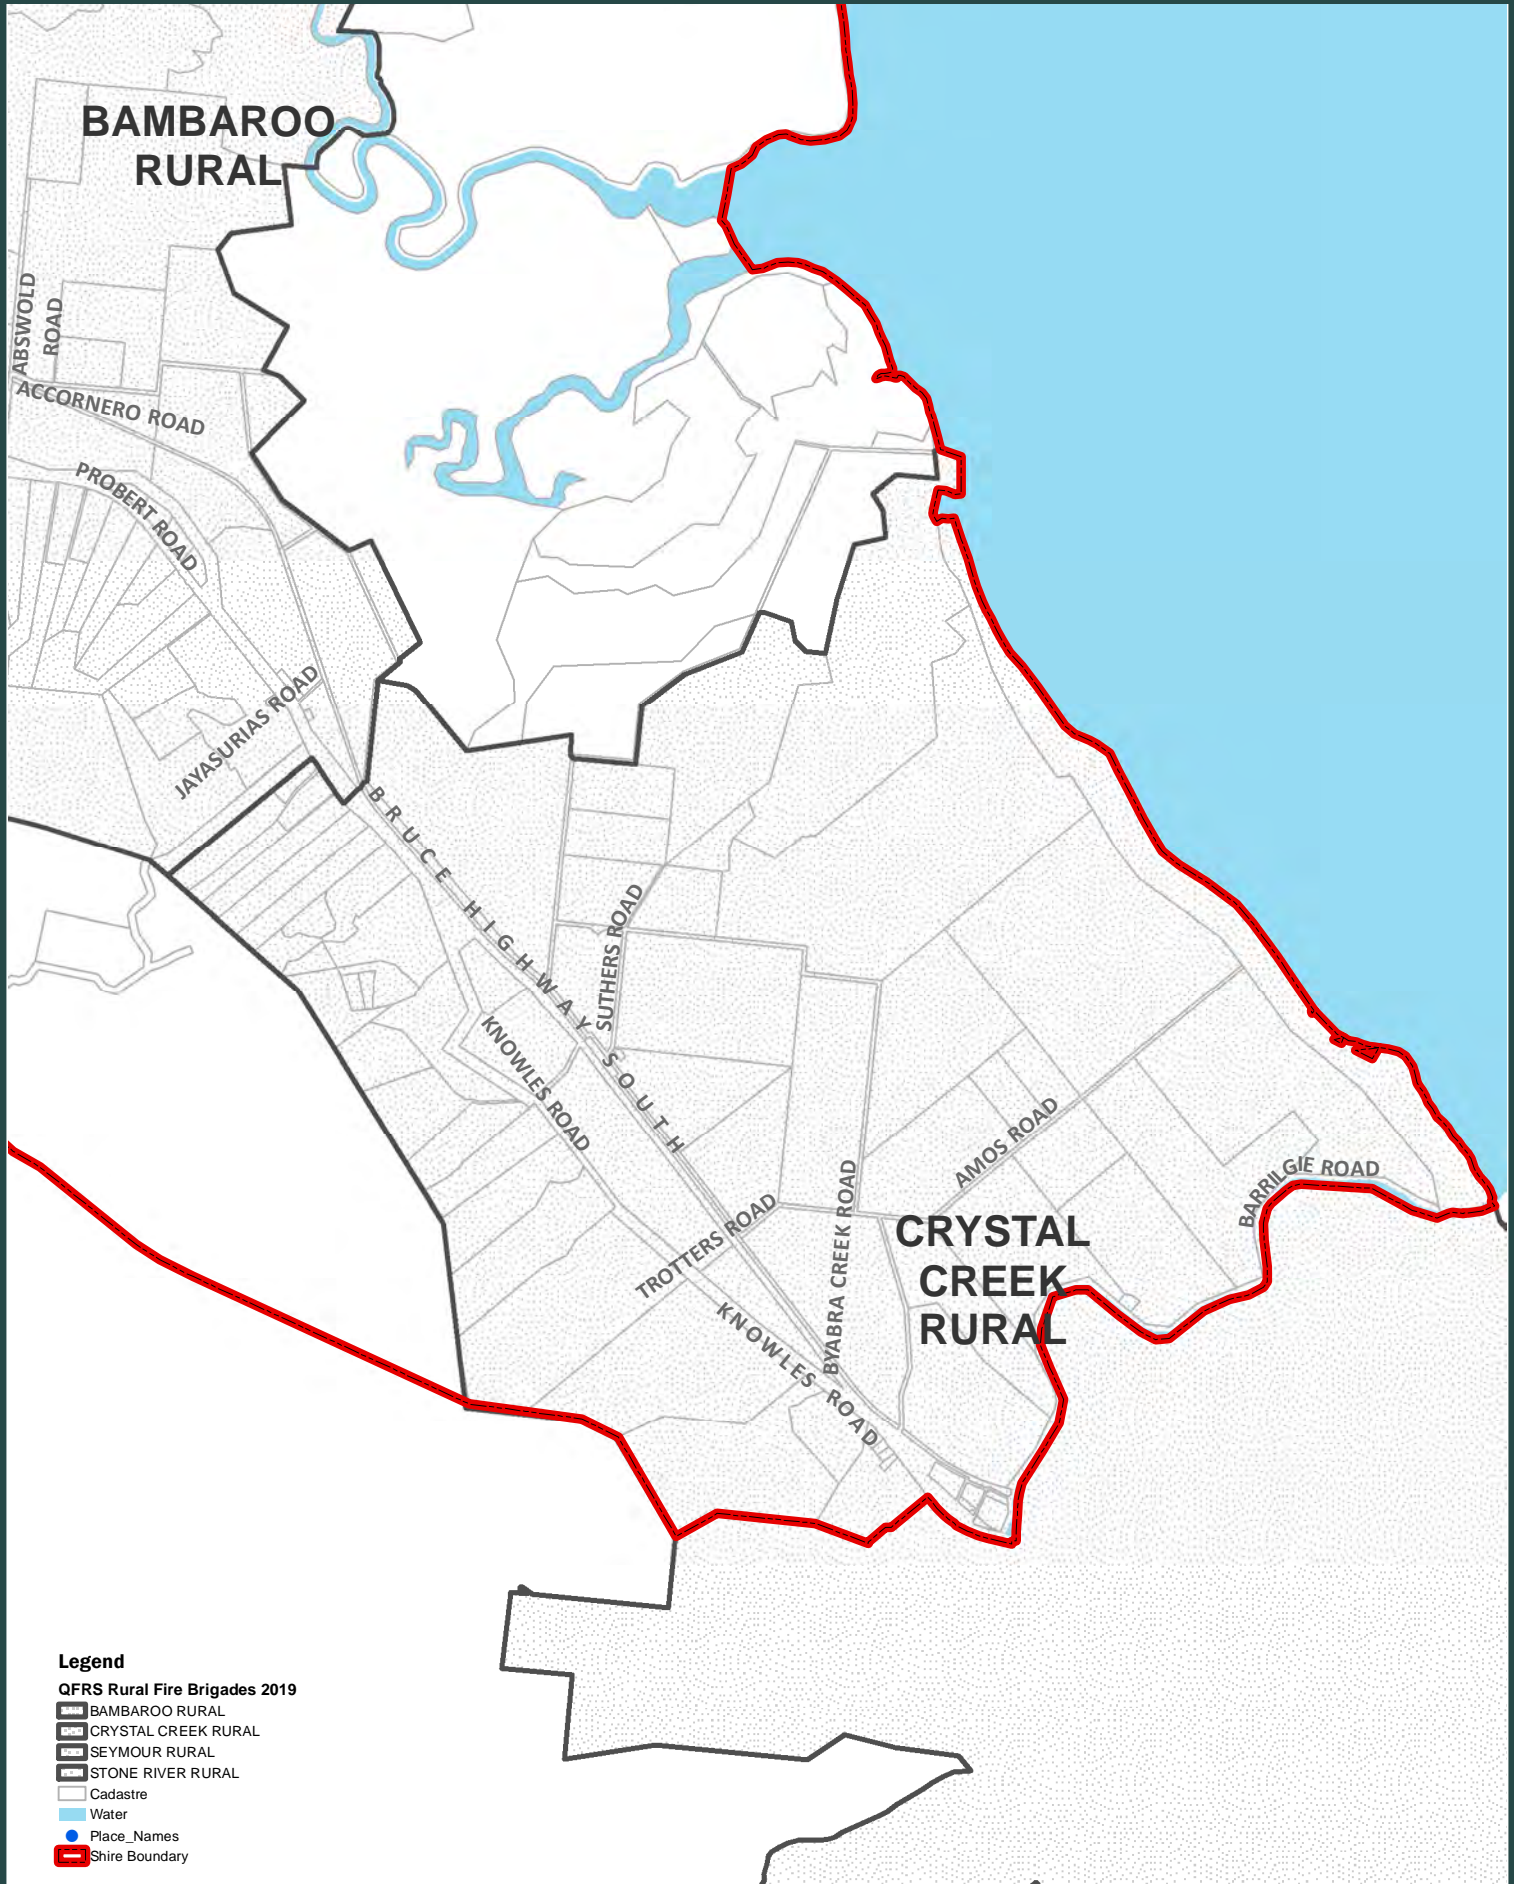 BAMBAROO
RURAL
ABSWOLD
ROAD
ACCORNERO ROAD
PROBERT ROAD
JAYASURIAS ROAD
BRUCE HIGHWAY SOUTH
SUTHERS ROAD
KNOWLES ROAD
AMOS ROAD
BARRILGIE ROAD
TROTTERS ROAD
BYABRA CREEK ROAD
CRYSTAL
CREEK
RURAL
KNOWLES ROAD
Legend
QFRS Rural Fire Brigades 2019
BAMBAROO RURAL
CRYSTAL CREEK RURAL
SEYMOUR RURAL
STONE RIVER RURAL
Cadastre
Water
Place_Names
Shire Boundary